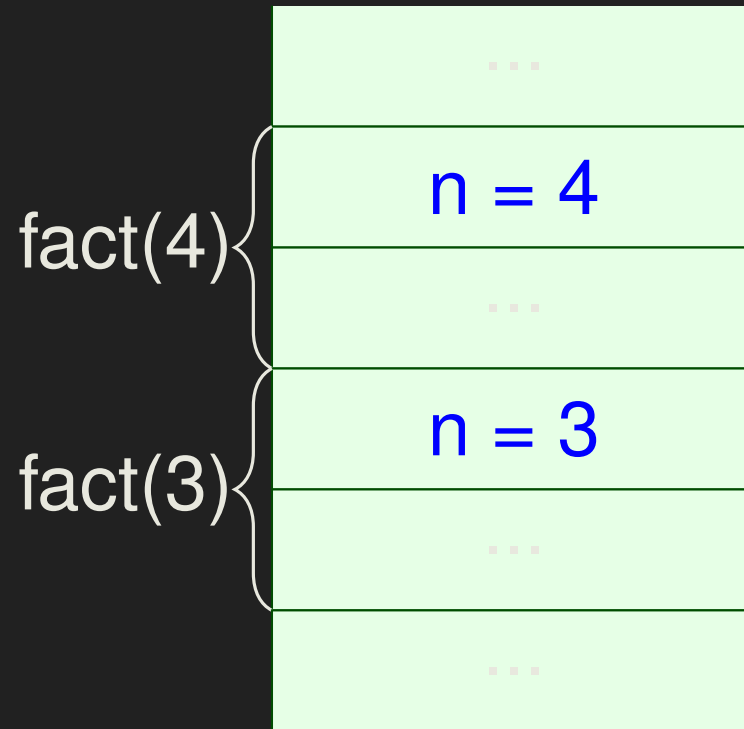 ...
fact(4)
n = 4
...
fact(3)
n = 3
...
...